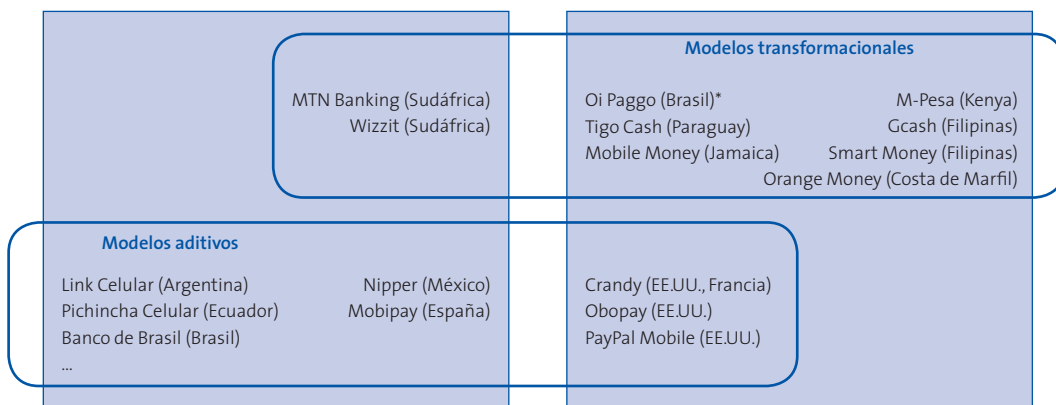 Modelos transformacionales
MTN Banking (Sudáfrica)
Wizzit (Sudáfrica)
Oi Paggo (Brasil)* M-Pesa (Kenya)
Tigo Cash (Paraguay) Gcash (Filipinas)
Mobile Money (Jamaica) Smart Money (Filipinas)
Orange Money (Costa de Marfil)
Modelos aditivos
Link Celular (Argentina) Nipper (México)
Pichincha Celular (Ecuador) Mobipay (España)
Banco de Brasil (Brasil)
...
Crandy (EE.UU., Francia)
Obopay (EE.UU.)
PayPal Mobile (EE.UU.)